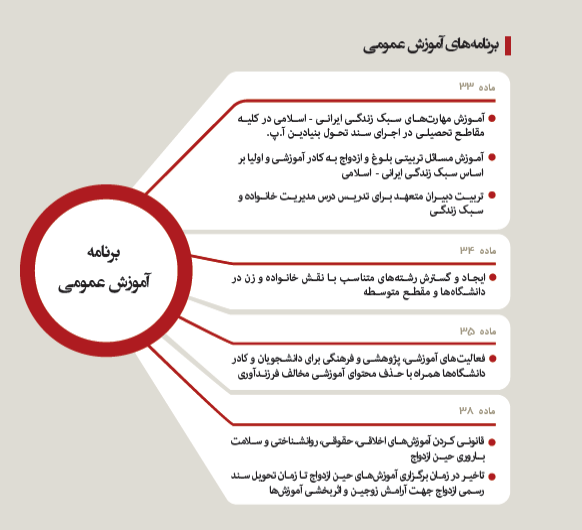 برنامه‌های آموزش عمومی
ماده ۳۳
آموزش مهارت‌های سبک زندگی ایرانی - اسلامی در کلیه
مقاطع تحصیلی در اجرای سند تحول بنیادین آ.پ.
آموزش مسائل تربیتی بلوغ و ازدواج به کادر آموزشی و اولیا بر
اساس سبک زندگی ایرانی - اسلامی
تربیت دبیران متعهد برای تدریس درس مدیریت خانواده و
سبک زندگی
برنامه
آموزش عمومی
ماده ۳۴
ایجاد و گسترش رشته‌های متناسب با نقش خانواده و زن در
دانشگاه‌ها و مقطع متوسطه
ماده ۳۵
فعالیت‌های آموزشی، پژوهشی و فرهنگی برای دانشجویان و کادر
دانشگاه‌ها همراه با حذف محتوای آموزشی مخالف فرزندآوری
ماده ۳۸
قانونی کردن آموزش‌های اخلاقی، حقوقی، روانشناختی و سلامت
باروری حین ازدواج
تاخیر در زمان برگزاری آموزش‌های حین ازدواج تا زمان تحویل سند
رسمی ازدواج جهت آرامش زوجین و اثربخشی آموزش‌ها